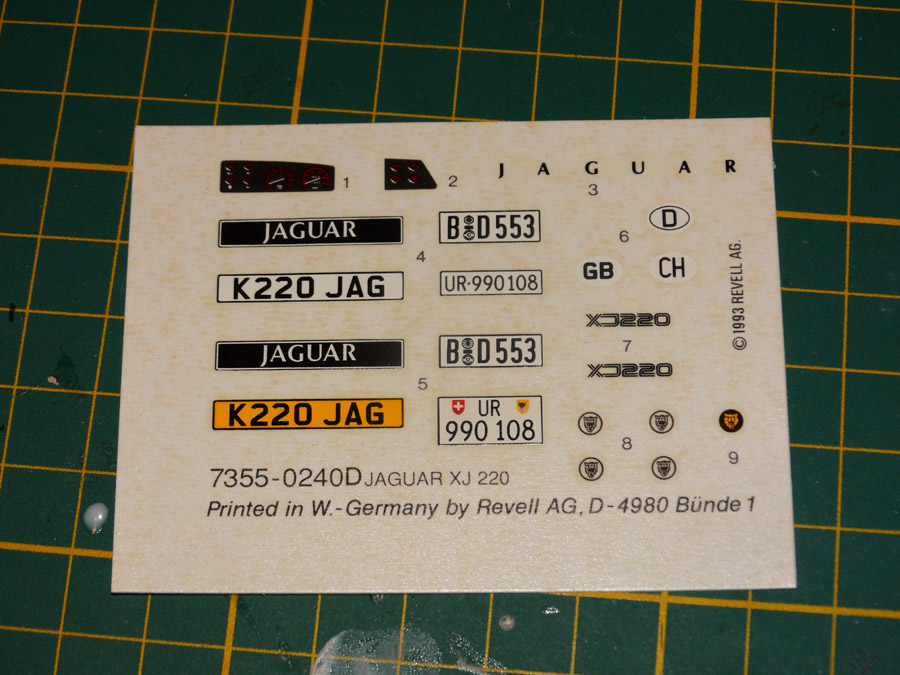 1
2
J A G U A R
3
JAGUAR
B D 553
6
D
4
GB
CH
K220 JAG
UR·990108
XJ220
7
JAGUAR
B D 553
XJ220
5
K220 JAG
UR
990 108
8
9
7355-0240D JAGUAR XJ 220
Printed in W.-Germany by Revell AG, D-4980 Bünde 1
© 1993 REVELL AG.